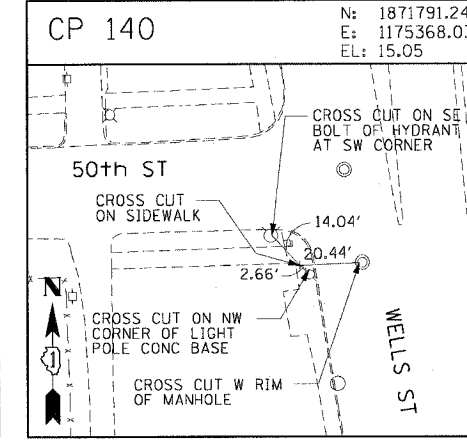 CP 140
N: 1871791.24
E: 1175368.03
EL: 15.05
CROSS CUT ON SE
BOLT OF HYDRANT
AT SW CORNER
50th ST
CROSS CUT
ON SIDEWALK
14.04'
20.44'
2.66'
N
1
CROSS CUT ON NW
CORNER OF LIGHT
POLE CONC BASE
WELLS ST
CROSS CUT W RIM
OF MANHOLE